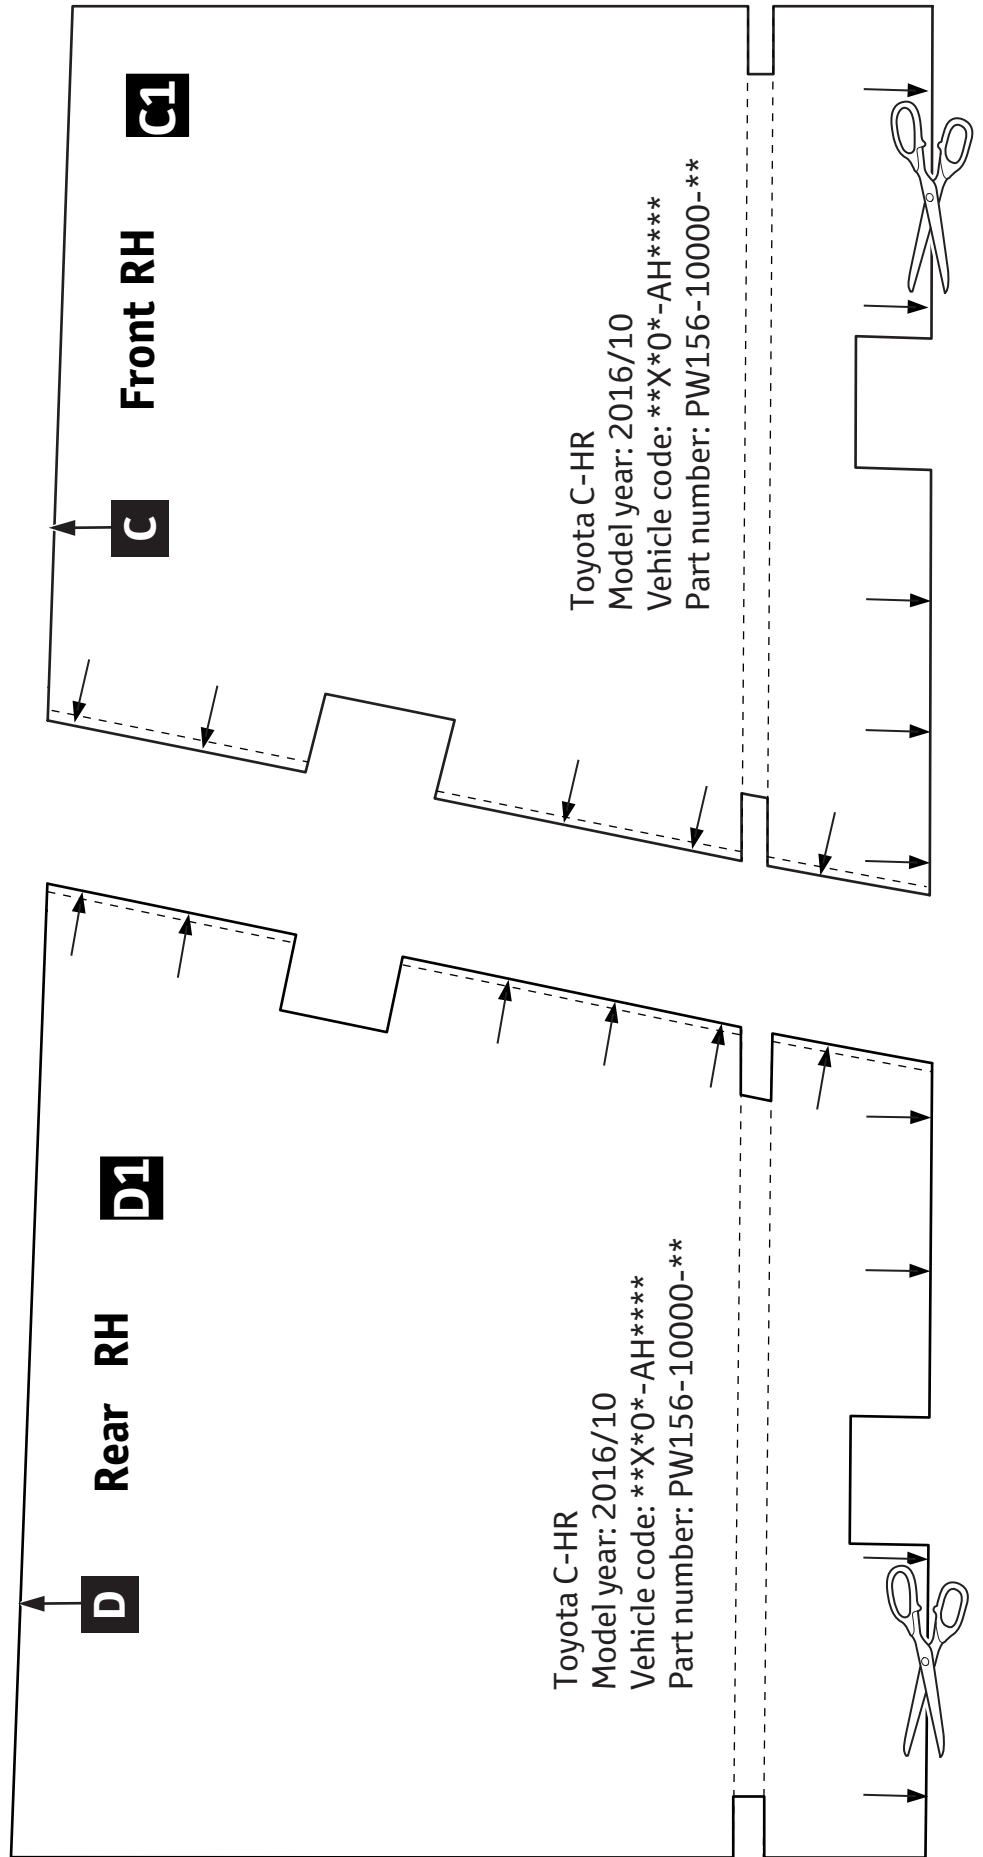 C1
Front RH
C
Toyota C-HR
Model year: 2016/10
Vehicle code: **X*0*-AH****
Part number: PW156-10000-**
D1
Rear RH
D
Toyota C-HR
Model year: 2016/10
Vehicle code: **X*0*-AH****
Part number: PW156-10000-**